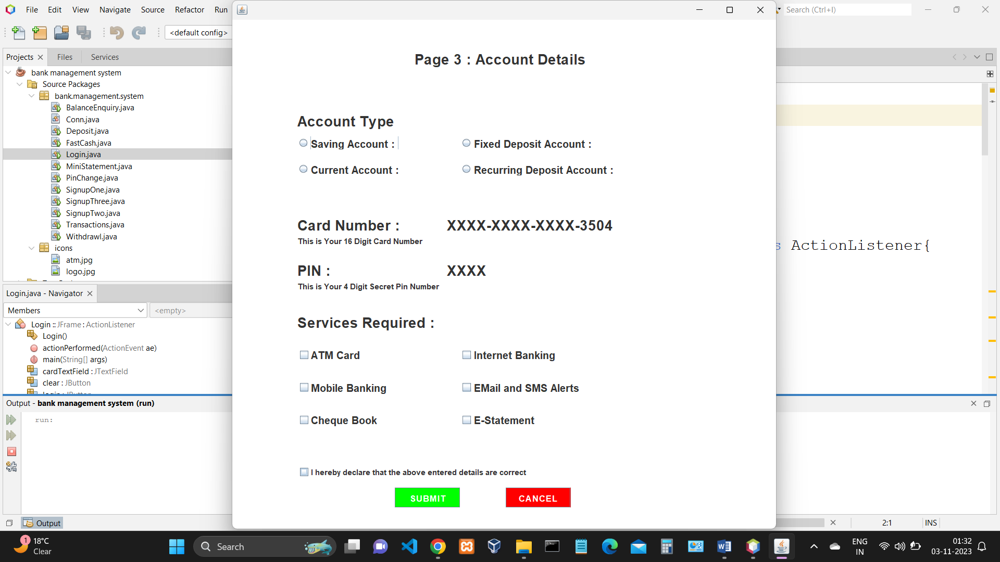 File Edit View Navigate Source Refactor Run
Search (Ctrl+I)
<default config>
Projects Files Services
bank management system
Source Packages
bank.management.system
BalanceEnquiry.java
Conn.java
Deposit.java
FastCash.java
Login.java
MiniStatement.java
PinChange.java
SignupOne.java
SignupThree.java
SignupTwo.java
Transactions.java
Withdrawl.java
icons
atm.jpg
logo.jpg
Login.java - Navigator
Members
<empty>
Login :: JFrame : ActionListener
Login()
actionPerformed(ActionEvent ae)
main(String[] args)
cardTextField : JTextField
clear : JButton
Output - bank management system (run)
run:
Output
Page 3 : Account Details
Account Type
Saving Account : Fixed Deposit Account :
Current Account : Recurring Deposit Account :
Card Number : XXXX-XXXX-XXXX-3504
This is Your 16 Digit Card Number
PIN : XXXX
This is Your 4 Digit Secret Pin Number
Services Required :
ATM Card Internet Banking
Mobile Banking EMail and SMS Alerts
Cheque Book E-Statement
I hereby declare that the above entered details are correct
SUBMIT CANCEL
s ActionListener{
2:1 INS
1
18°C
Clear
Search
ENG
IN
01:32
03-11-2023